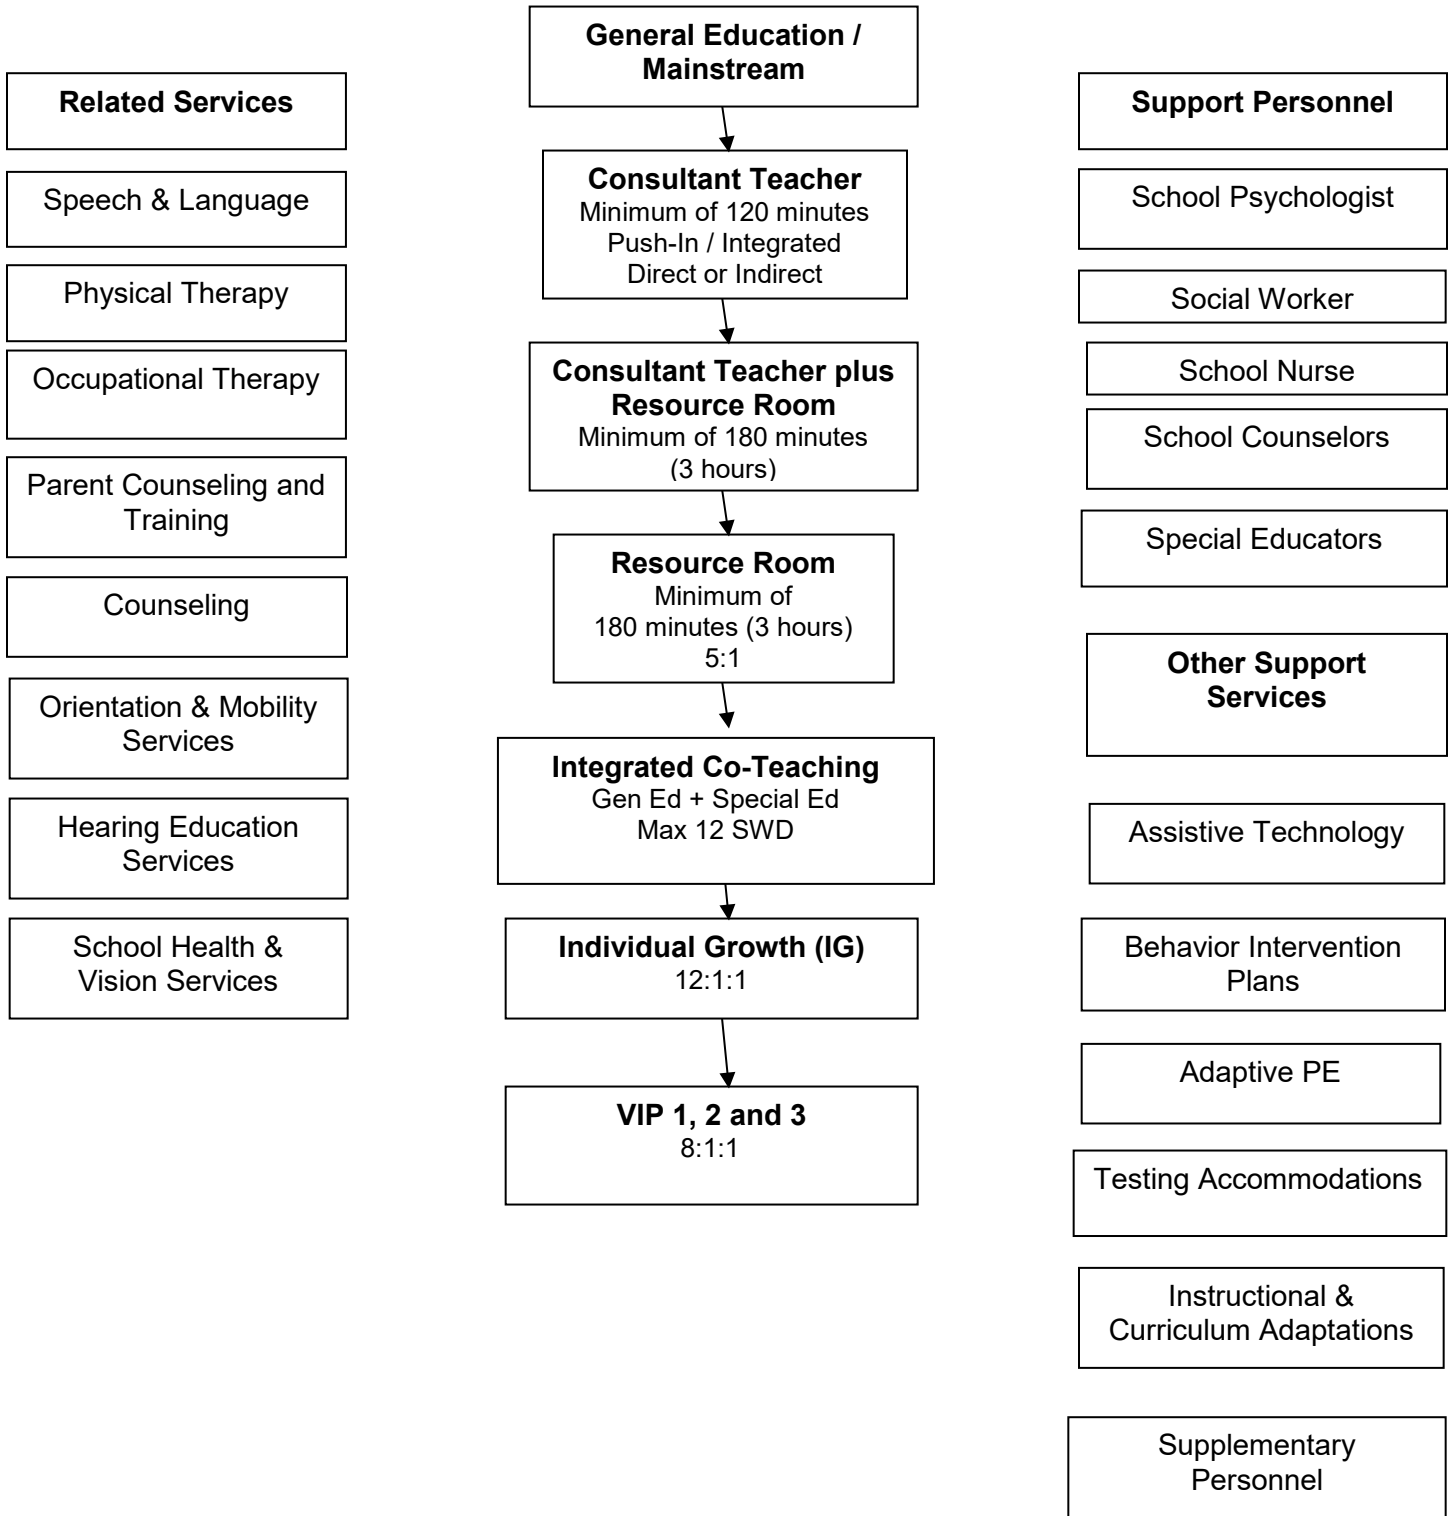 General Education /
Mainstream
Related Services
Speech & Language
Physical Therapy
Occupational Therapy
Parent Counseling and
Training
Counseling
Orientation & Mobility
Services
Hearing Education
Services
School Health &
Vision Services
Consultant Teacher
Minimum of 120 minutes
Push-In / Integrated
Direct or Indirect
Consultant Teacher plus
Resource Room
Minimum of 180 minutes
(3 hours)
Resource Room
Minimum of
180 minutes (3 hours)
5:1
Integrated Co-Teaching
Gen Ed + Special Ed
Max 12 SWD
Individual Growth (IG)
12:1:1
VIP 1, 2 and 3
8:1:1
Support Personnel
School Psychologist
Social Worker
School Nurse
School Counselors
Special Educators
Other Support
Services
Assistive Technology
Behavior Intervention
Plans
Adaptive PE
Testing Accommodations
Instructional &
Curriculum Adaptations
Supplementary
Personnel